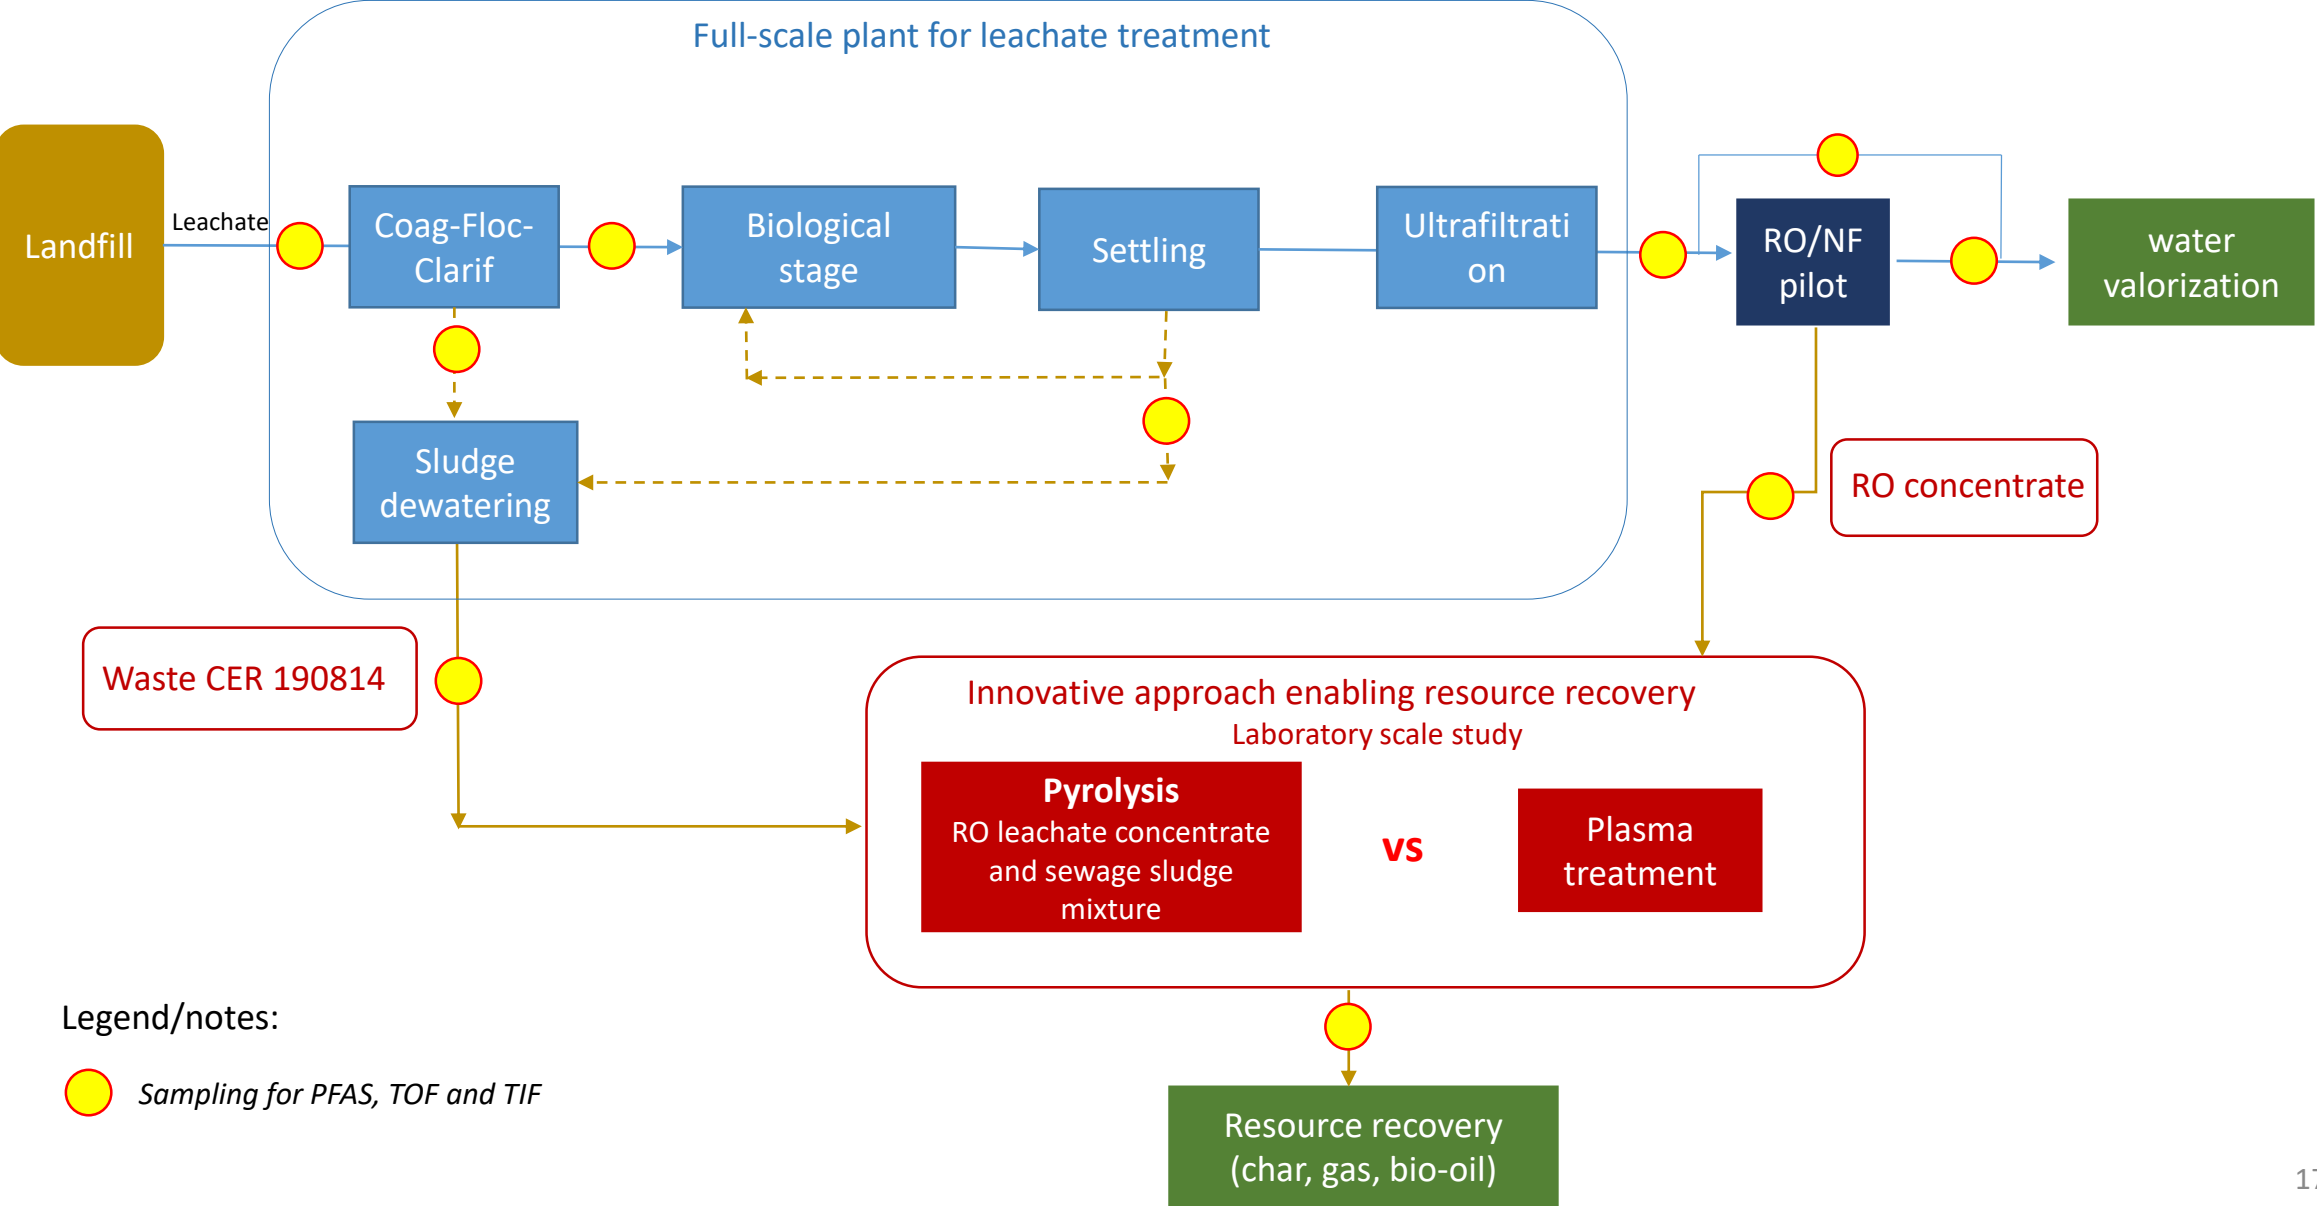 Full-scale plant for leachate treatment
Landfill
Leachate
Coag-Floc-
Clarif
Biological
stage
Settling
Ultrafiltrati
on
RO/NF
pilot
water
valorization
Sludge
dewatering
RO concentrate
Waste CER 190814
Innovative approach enabling resource recovery
Laboratory scale study
Pyrolysis
RO leachate concentrate
and sewage sludge
mixture
vs
Plasma
treatment
Legend/notes:
Sampling for PFAS, TOF and TIF
Resource recovery
(char, gas, bio-oil)
17